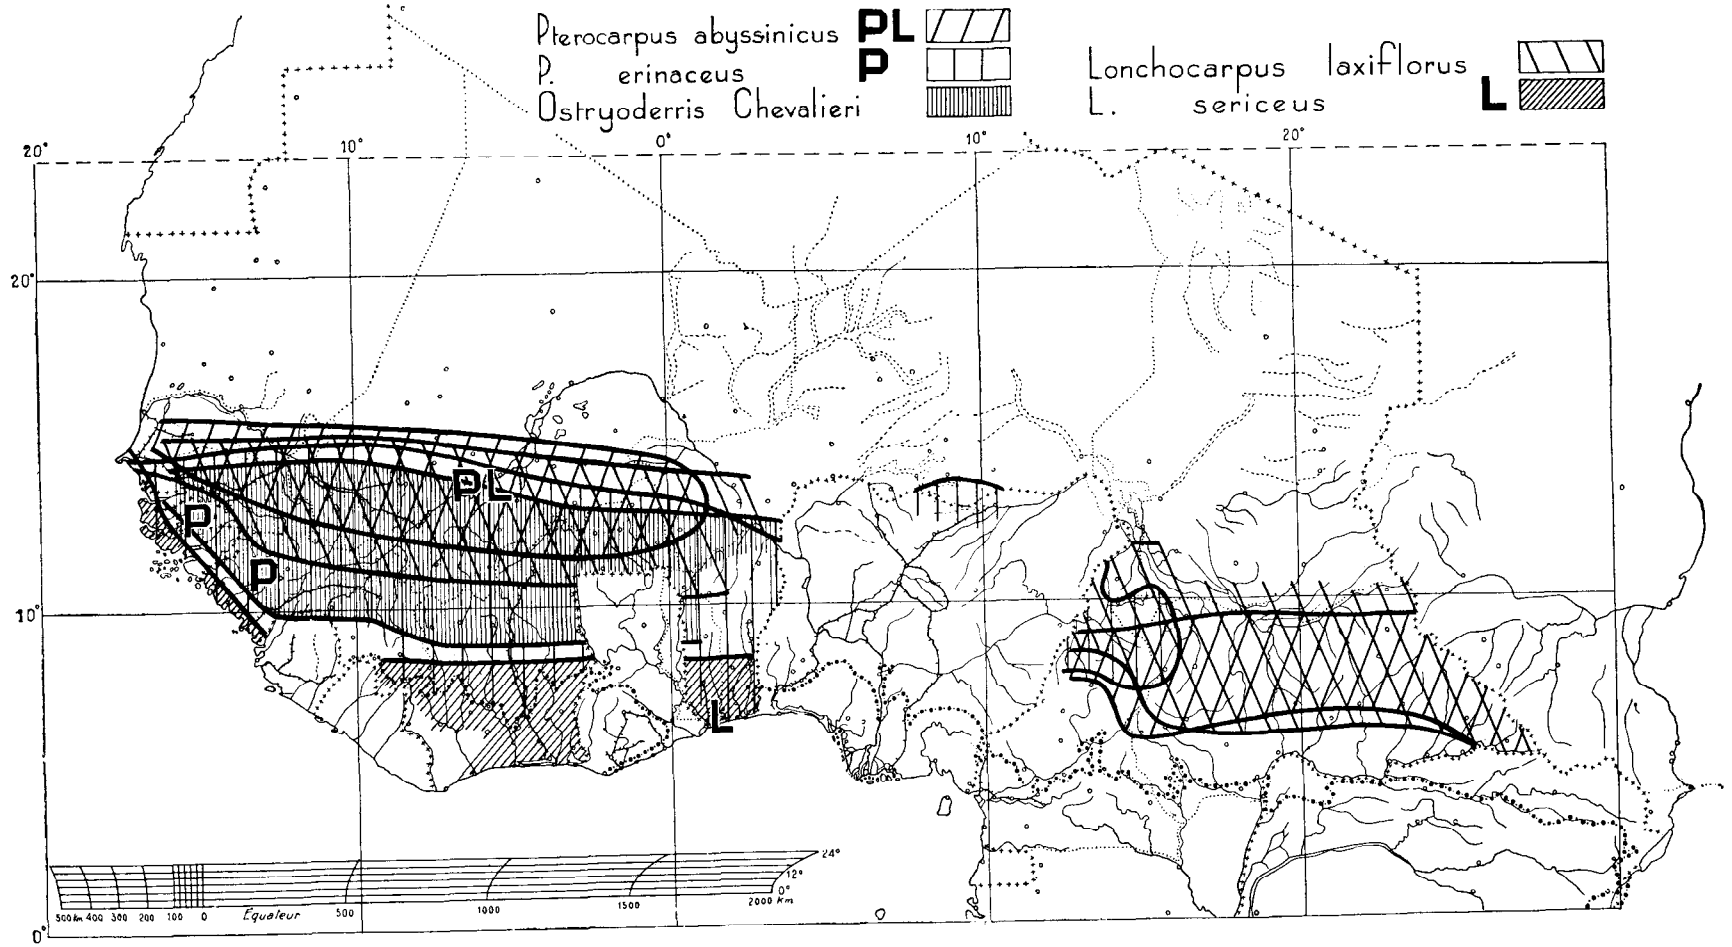 Pterocarpus abyssinicus PL
P. erinaceus P
Ostryoderris Chevalieri
Lonchocarpus laxiflorus
L. sericeus L
20° 10° 0° 10° 20°
20°
10°
0°
PL
P
P
L
24°
12°
0°
500 km 400 300 200 100 0 Equateur 500 1000 1500 2000 Km